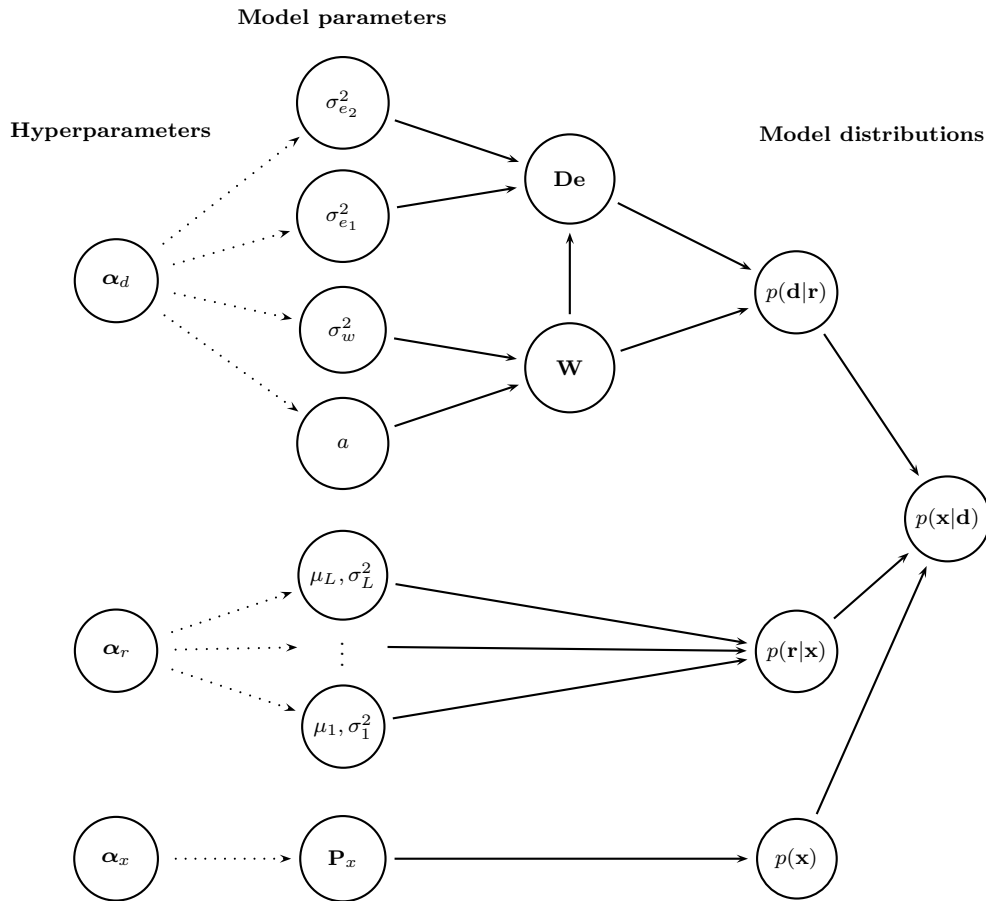 Model parameters
Hyperparameters
Model distributions
σ²_{e₂}
σ²_{e₁}
σ²_w
a
α_d
De
W
p(d|r)
p(x|d)
μ_L, σ²_L
⋮
μ₁, σ²₁
α_r
p(r|x)
α_x
P_x
p(x)